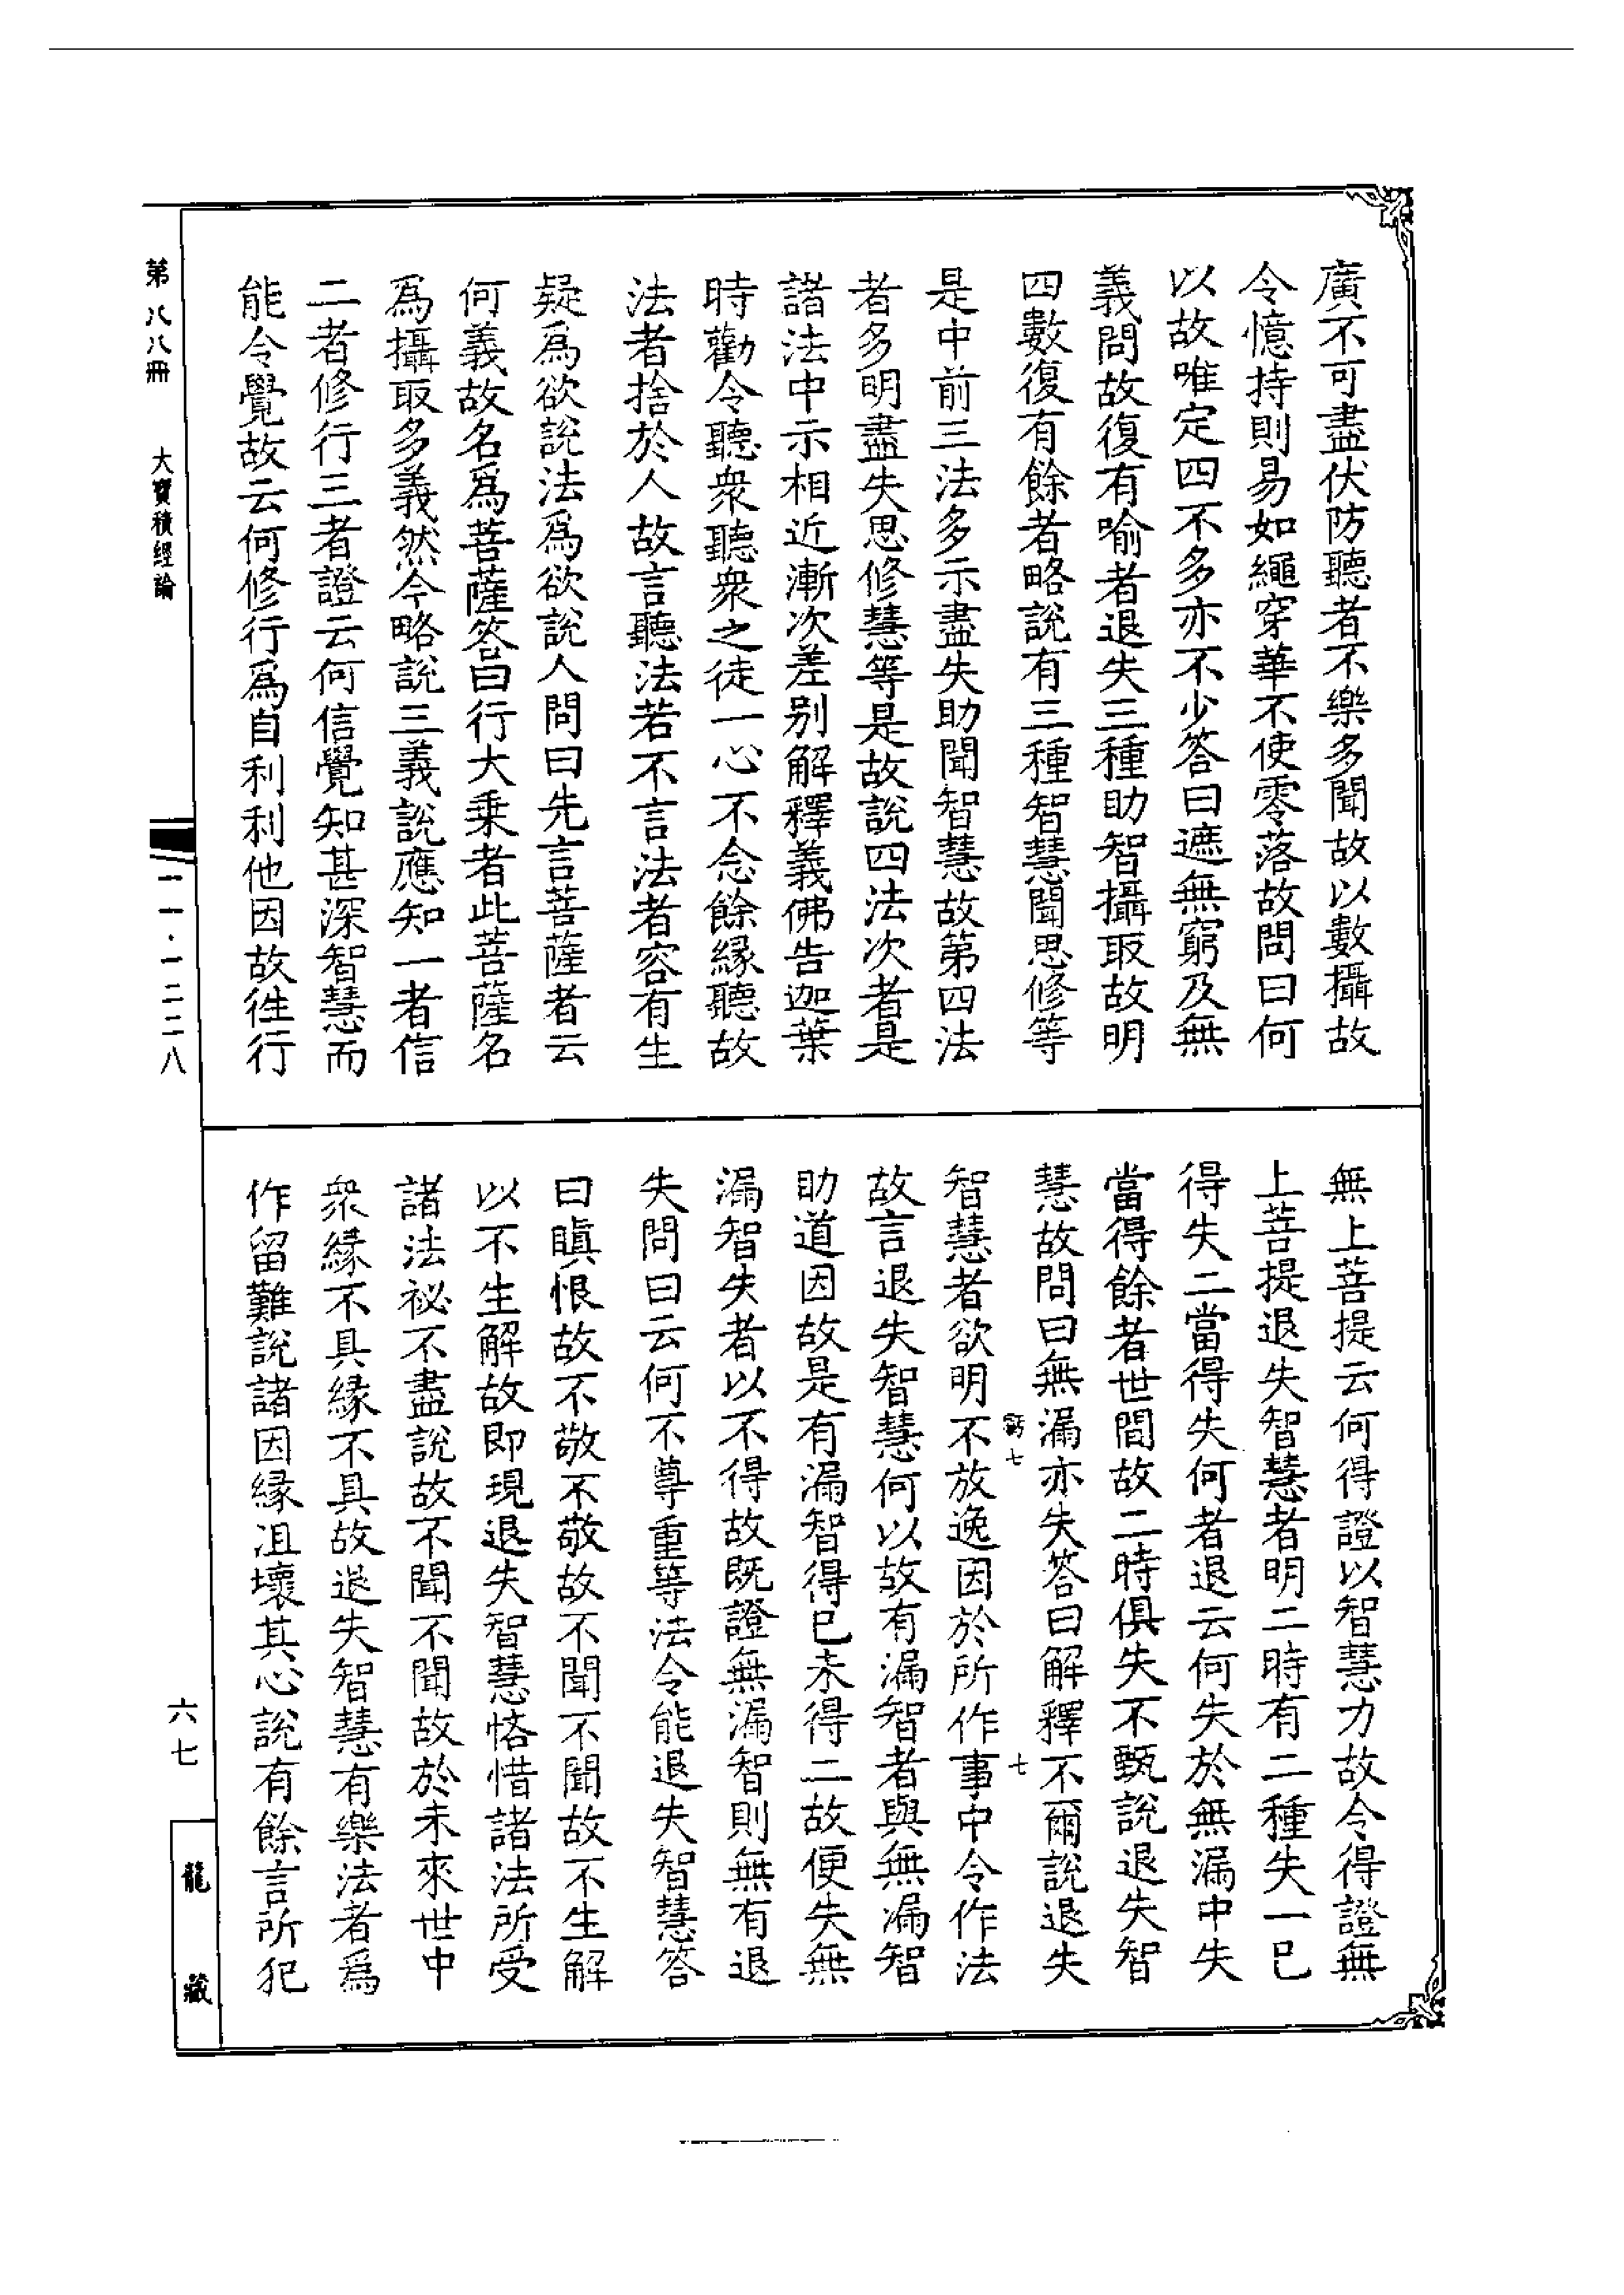 廣不可盡伏防聽者不樂多聞故以數攝故
令憶持則易如繩穿華不使零落故問曰何
以故唯定四不多亦不少答曰遮無窮及無
義問故復有喻者退失三種助智攝取故明
四數復有餘者略說有三種智慧聞思修等
是中前三法多示盡失助聞智慧故第四法
者多明盡失思修慧等是故說四法次者是
諸法中示相近漸次差別解釋義佛告迦葉
時勸令聽衆聽衆之徒一心不念餘緣聽故
法者捨於人故言聽法若不言法者容有生
疑爲欲說法爲欲說人問曰先言菩薩者云
何義故名爲菩薩答曰行大乘者此菩薩名
爲攝取多義然今略說三義說應知一者信
二者修行三者證云何信覺知甚深智慧而
能令覺故云何修行爲自利利他因故徃行
無上菩提云何得證以智慧力故令得證無
上菩提退失智慧者明二時有二種失一已
得失二當得失何者退云何失於無漏中失
當得餘者世間故二時俱失不甄說退失智
慧故問曰無漏亦失答曰解釋不爾說退失
智慧者欲明不放逸因於所作事中令作法
故言退失智慧何以故有漏智者與無漏智
助道因故是有漏智得已未得二故便失無
漏智失者以不得故既證無漏智則無有退
失問曰云何不尊重等法令能退失智慧答
曰瞋恨故不敬不敬故不聞不聞故不生解
以不生解故即現退失智慧悋惜諸法所受
諸法祕不盡說故不聞不聞故於未來世中
衆緣不具緣不具故退失智慧有樂法者爲
作留難說諸因緣沮壞其心說有餘言所犯
第八八冊
大寶積經論
一一·一二二八
六七
龍藏
七
七